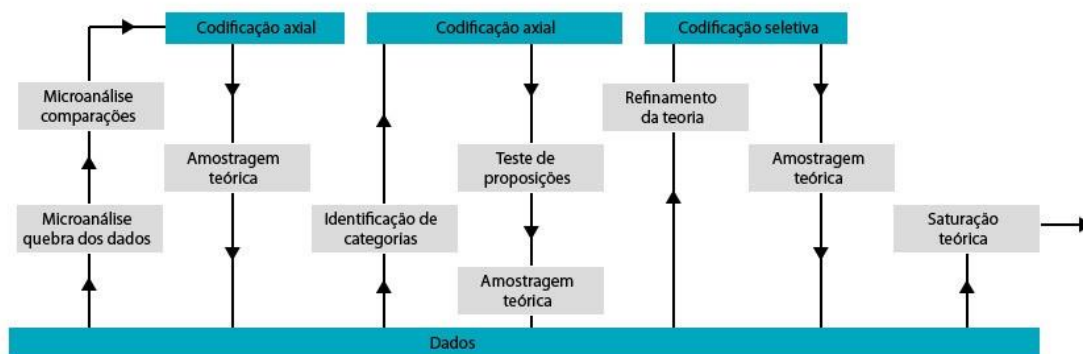 Codificação axial
Codificação axial
Codificação seletiva
Microanálise
comparações
Refinamento
da teoria
Amostragem
teórica
Teste de
proposições
Amostragem
teórica
Microanálise
quebra dos dados
Identificação de
categorias
Saturação
teórica
Amostragem
teórica
Dados